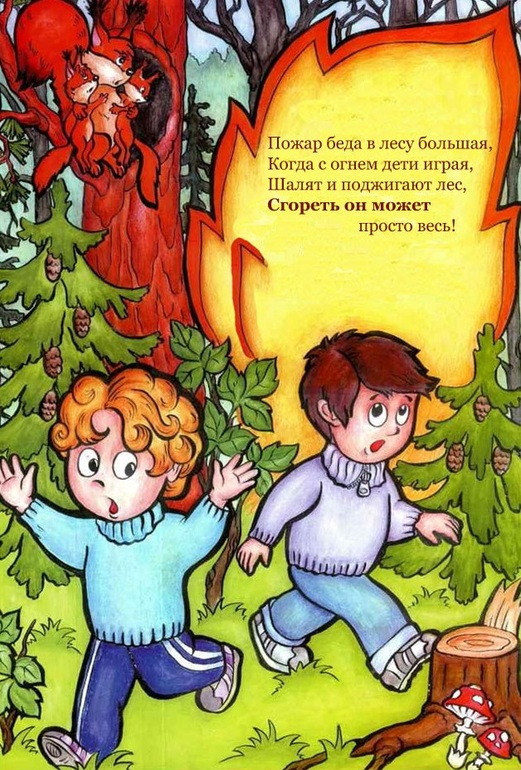 Пожар беда в лесу большая,
Когда с огнем дети играя,
Шалят и поджигают лес,
Сгореть он может
просто весь!